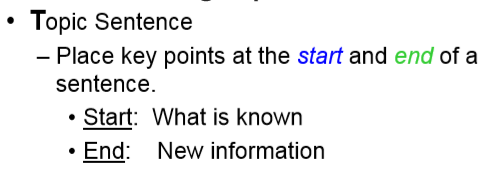 • Topic Sentence
– Place key points at the start and end of a
sentence.
• Start: What is known
• End: New information